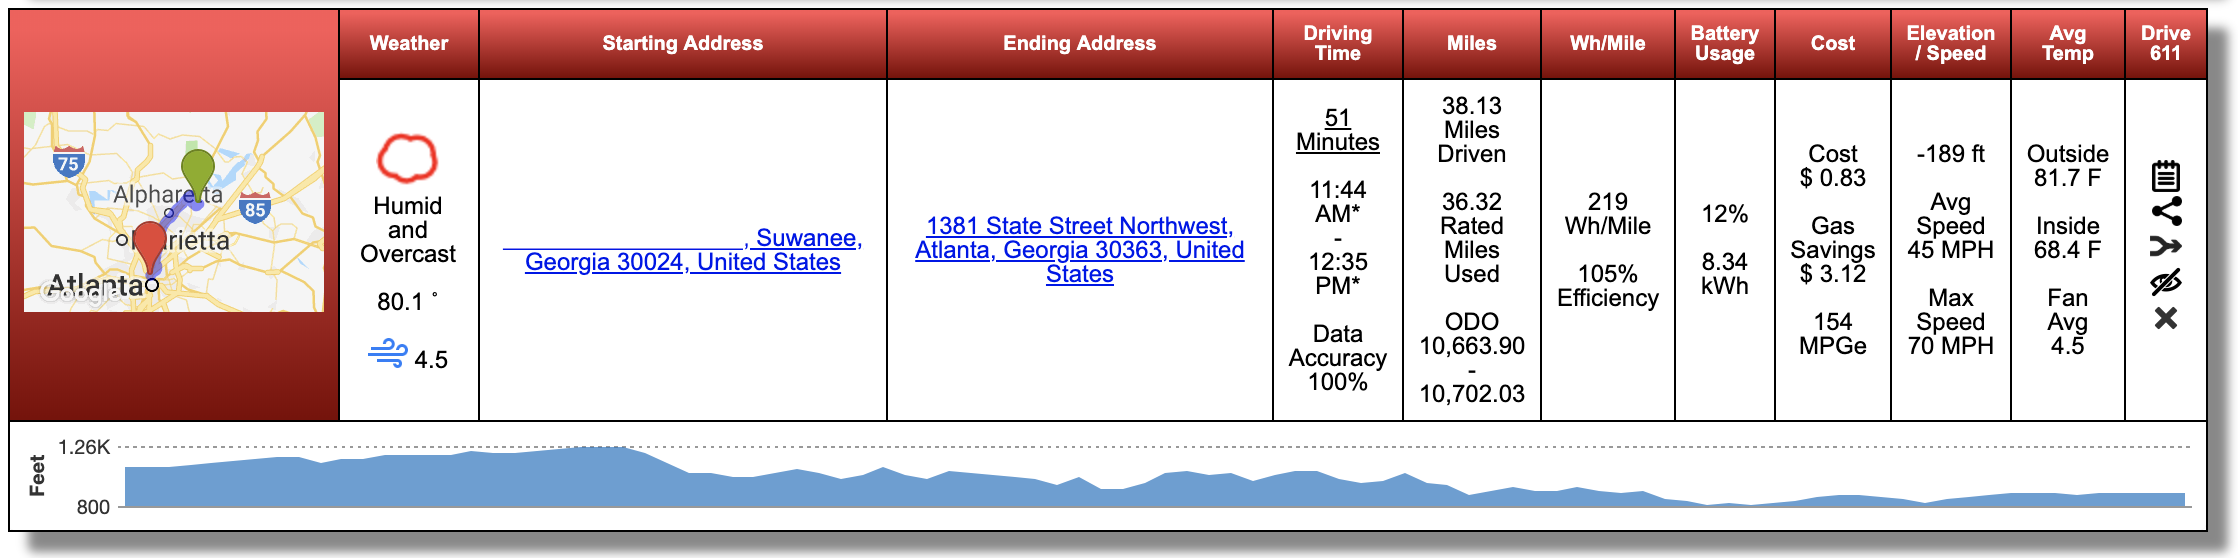 Weather
Starting Address
Ending Address
Driving
Time
Miles
Wh/Mile
Battery
Usage
Cost
Elevation
/ Speed
Avg
Temp
Drive
611
75
Alpharetta
85
Atlanta
Google
Humid
and
Overcast
80.1 °
4.5
, Suwanee,
Georgia 30024, United States
1381 State Street Northwest,
Atlanta, Georgia 30363, United
States
51
Minutes
11:44
AM*
-
12:35
PM*
Data
Accuracy
100%
38.13
Miles
Driven
36.32
Rated
Miles
Used
ODO
10,663.90
-
10,702.03
219
Wh/Mile
105%
Efficiency
12%
8.34
kWh
Cost
$ 0.83
Gas
Savings
$ 3.12
154
MPGe
-189 ft
Avg
Speed
45 MPH
Max
Speed
70 MPH
Outside
81.7 F
Inside
68.4 F
Fan
Avg
4.5
Feet
1.26K
800